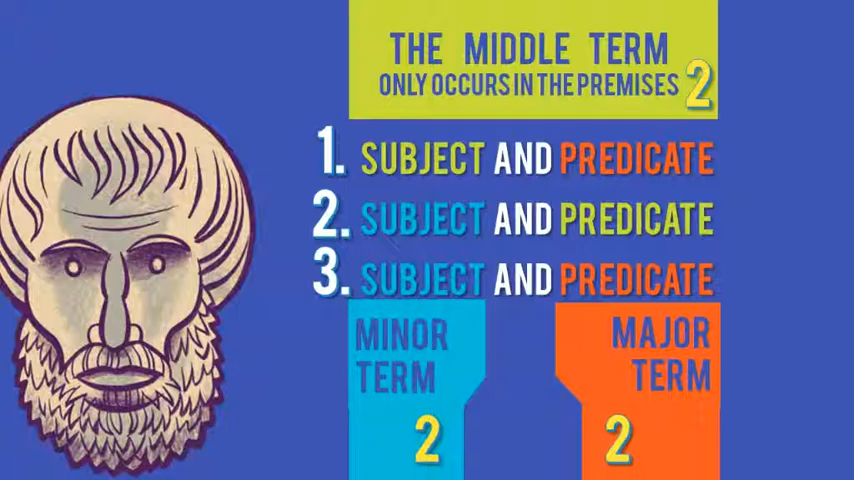 THE MIDDLE TERM
ONLY OCCURS IN THE PREMISES 2
1. SUBJECT AND PREDICATE
2. SUBJECT AND PREDICATE
3. SUBJECT AND PREDICATE
MINOR
TERM
2
MAJOR
TERM
2